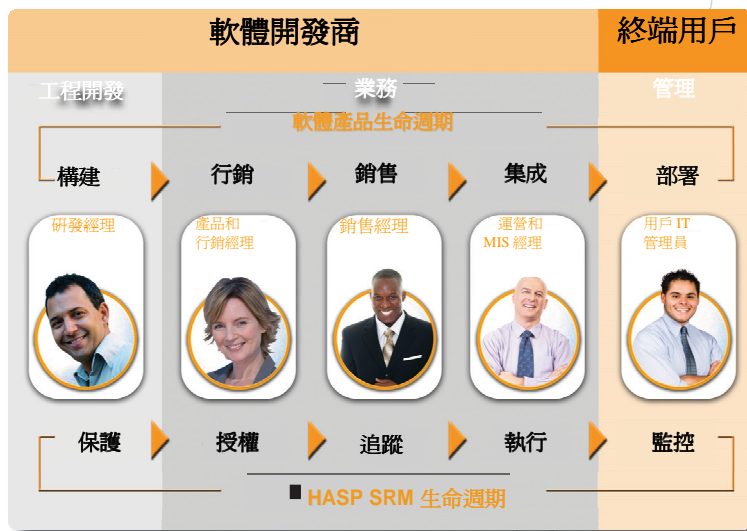 軟體開發商
終端用戶
工程開發
業務
管理
軟體產品生命週期
構建
行銷
銷售
集成
部署
研發經理
產品和
行銷經理
銷售經理
運營和
MIS 經理
用戶 IT
管理員
保護
授權
追蹤
執行
監控
HASP SRM 生命週期